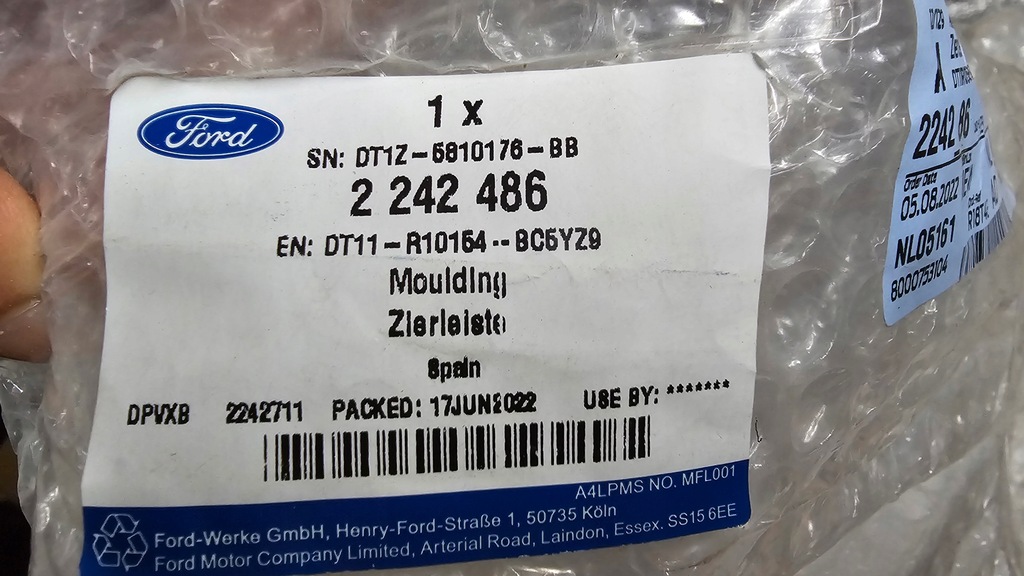 Ford
1 x
SN: DT1Z-5810176-BB
2 242 486
EN: DT11-R10154--BC5YZ9
Moulding
Zierleiste
Spain
DPVXB 2242711 PACKED: 17JUN2022 USE BY: *******
A4LPMS NO. MFL001
Ford-Werke GmbH, Henry-Ford-Straße 1, 50735 Köln
Ford Motor Company Limited, Arterial Road, Laindon, Essex. SS15 6EE
2242 86
Order Date
05.08.2022
NL05161
8000753104